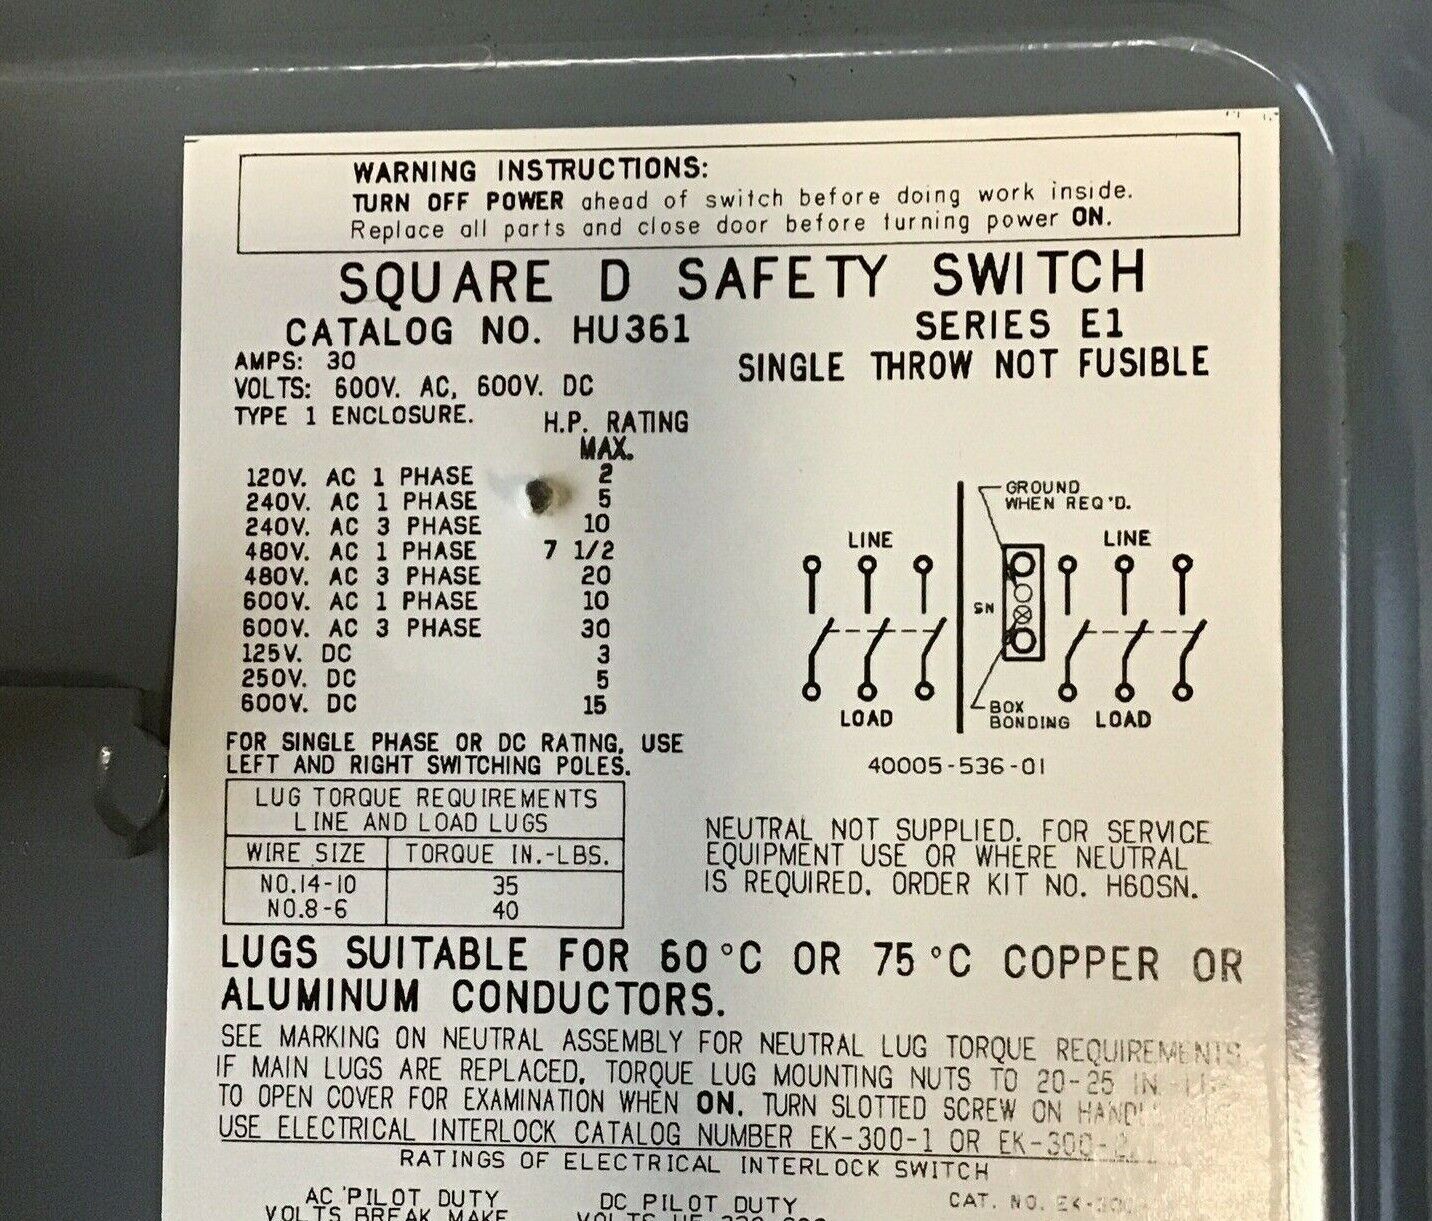 WARNING INSTRUCTIONS:
TURN OFF POWER ahead of switch before doing work inside.
Replace all parts and close door before turning power ON.
SQUARE D SAFETY SWITCH
CATALOG NO. HU361
SERIES E1
AMPS: 30
SINGLE THROW NOT FUSIBLE
VOLTS: 600V. AC, 600V. DC
TYPE 1 ENCLOSURE.
H.P. RATING
MAX.
120V. AC 1 PHASE 2
240V. AC 1 PHASE 5
240V. AC 3 PHASE 10
480V. AC 1 PHASE 7 1/2
480V. AC 3 PHASE 20
600V. AC 1 PHASE 10
600V. AC 3 PHASE 30
125V. DC 3
250V. DC 5
600V. DC 15
GROUND
WHEN REQ'D.
LINE
LINE
SN
BOX
BONDING
LOAD
LOAD
40005-536-01
FOR SINGLE PHASE OR DC RATING, USE
LEFT AND RIGHT SWITCHING POLES.
LUG TORQUE REQUIREMENTS
LINE AND LOAD LUGS
WIRE SIZE TORQUE IN.-LBS.
NO.14-10 35
NO.8-6 40
NEUTRAL NOT SUPPLIED. FOR SERVICE
EQUIPMENT USE OR WHERE NEUTRAL
IS REQUIRED, ORDER KIT NO. H60SN.
LUGS SUITABLE FOR 60°C OR 75°C COPPER OR
ALUMINUM CONDUCTORS.
SEE MARKING ON NEUTRAL ASSEMBLY FOR NEUTRAL LUG TORQUE REQUIREMENTS.
IF MAIN LUGS ARE REPLACED, TORQUE LUG MOUNTING NUTS TO 20-25 IN
TO OPEN COVER FOR EXAMINATION WHEN ON, TURN SLOTTED SCREW ON
USE ELECTRICAL INTERLOCK CATALOG NUMBER EK-300-1 OR EK-300-2
RATINGS OF ELECTRICAL INTERLOCK SWITCH
AC PILOT DUTY
DC PILOT DUTY
CAT. NO.
VOLTS BREAK MAKE
VOLTS